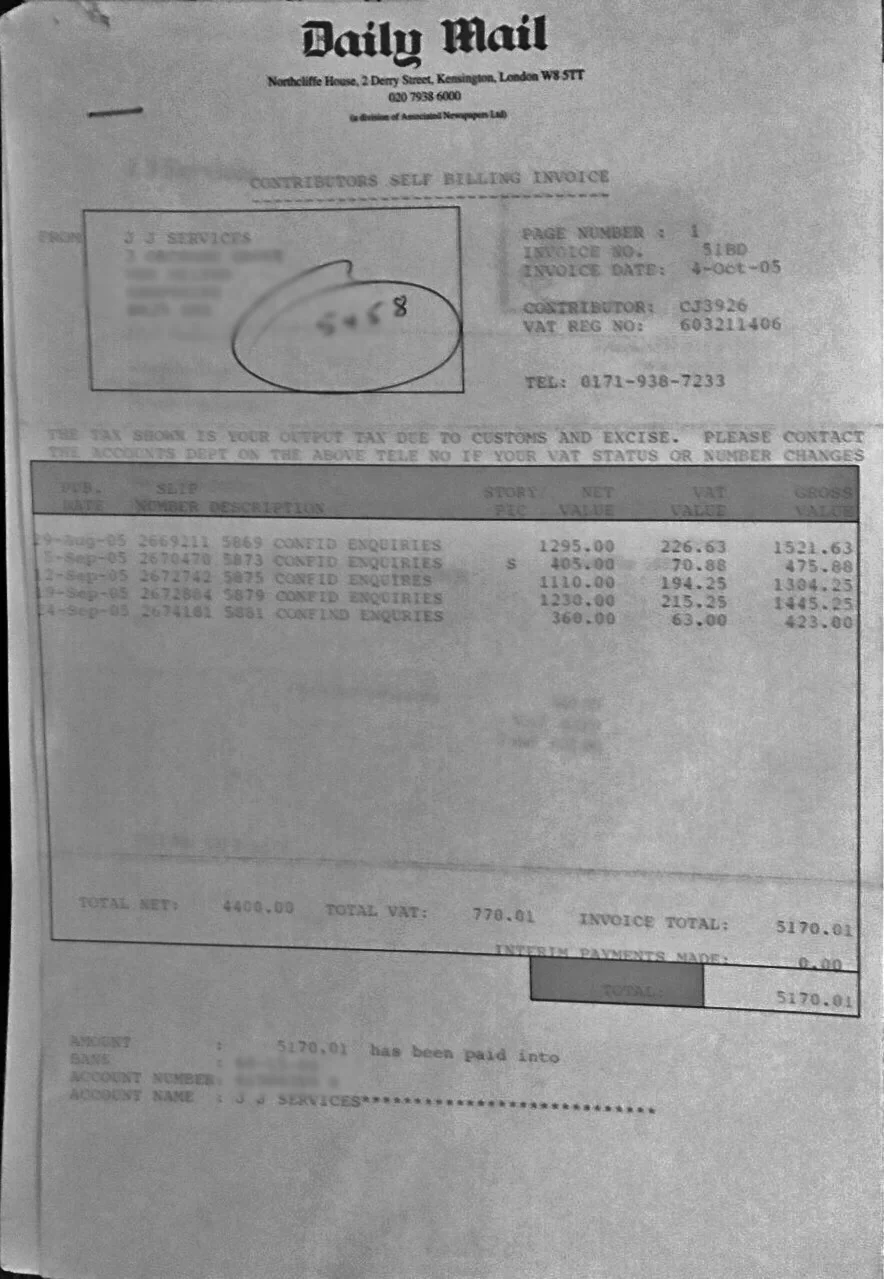 Daily Mail
Northcliffe House, 2 Derry Street, Kensington, London W8 5TT
020 7938 6000
(a division of Associated Newspapers Ltd)
CONTRIBUTORS SELF BILLING INVOICE
FROM J J SERVICES
PAGE NUMBER : 1
INVOICE NO. 51BD
INVOICE DATE: 4-Oct-05
CONTRIBUTOR: CJ3926
VAT REG NO: 603211406
8
TEL: 0171-938-7233
THE TAX SHOWN IS YOUR OUTPUT TAX DUE TO CUSTOMS AND EXCISE. PLEASE CONTACT
THE ACCOUNTS DEPT ON THE ABOVE TELE NO IF YOUR VAT STATUS OR NUMBER CHANGES
PUB. SLIP STORY/ NET VAT GROSS
DATE NUMBER DESCRIPTION PIC VALUE VALUE VALUE
29-Aug-05 2669211 5869 CONFID ENQUIRIES 1295.00 226.63 1521.63
5-Sep-05 2670470 5873 CONFID ENQUIRIES S 405.00 70.88 475.88
12-Sep-05 2672742 5875 CONFID ENQUIRES 1110.00 194.25 1304.25
19-Sep-05 2672884 5879 CONFID ENQUIRIES 1230.00 215.25 1445.25
24-Sep-05 2674181 5881 CONFIND ENQURIES 360.00 63.00 423.00
TOTAL NET: 4400.00 TOTAL VAT: 770.01 INVOICE TOTAL: 5170.01
INTERIM PAYMENTS MADE: 0.00
TOTAL: 5170.01
AMOUNT : 5170.01 has been paid into
BANK :
ACCOUNT NUMBER:
ACCOUNT NAME : J J SERVICES****************************